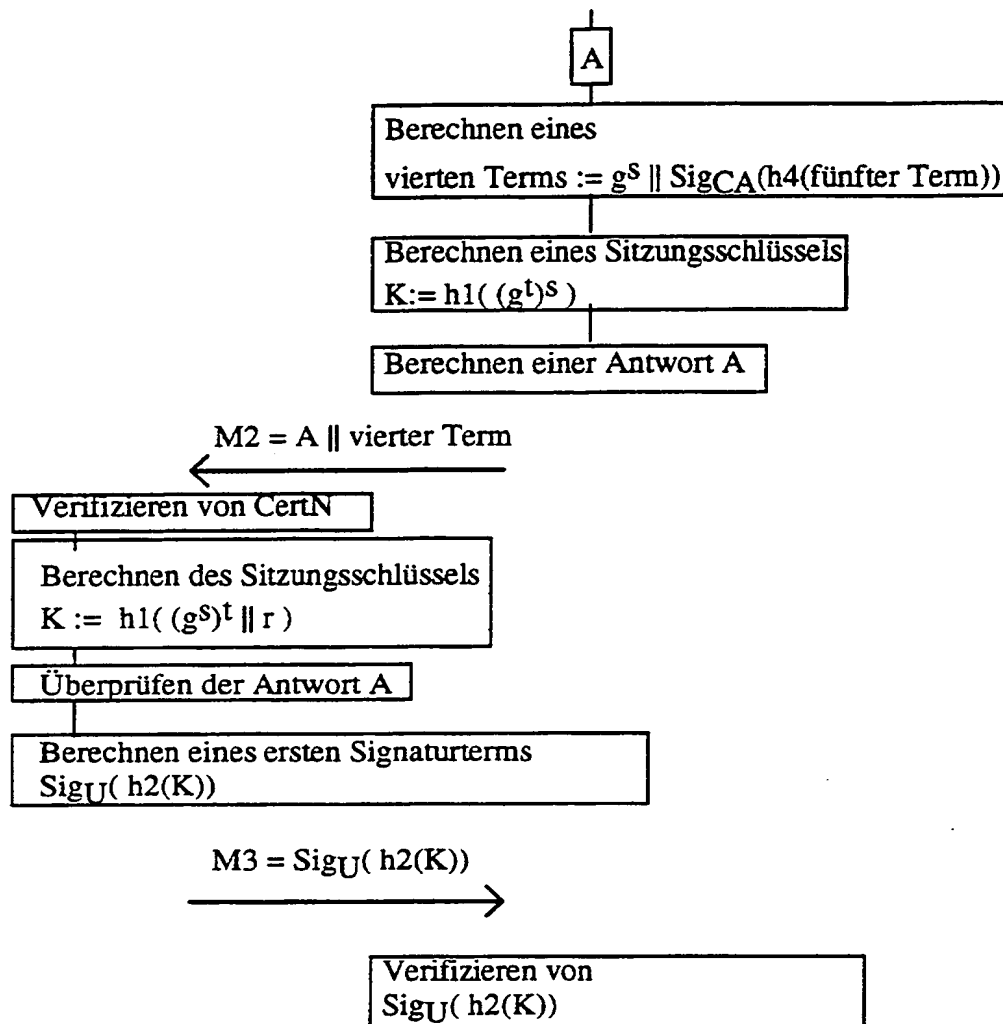 A
Berechnen eines
vierten Terms := g^s || Sig_CA(h4(fünfter Term))
Berechnen eines Sitzungsschlüssels
K:= h1( (g^t)^s )
Berechnen einer Antwort A
M2 = A || vierter Term
Verifizieren von CertN
Berechnen des Sitzungsschlüssels
K := h1( (g^s)^t || r )
Überprüfen der Antwort A
Berechnen eines ersten Signaturterms
Sig_U( h2(K))
M3 = Sig_U( h2(K))
Verifizieren von
Sig_U( h2(K))